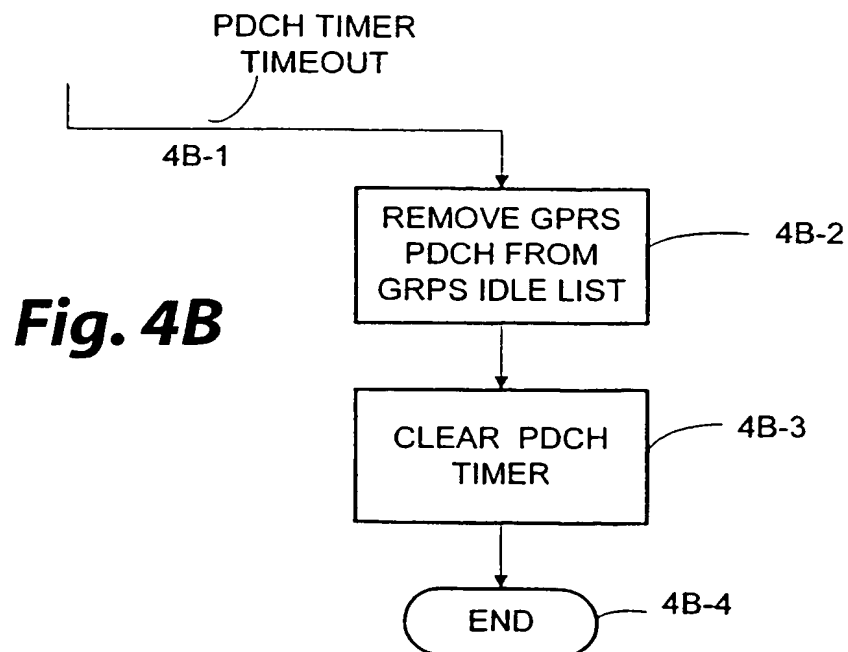 PDCH TIMER
TIMEOUT
4B-1
REMOVE GPRS
PDCH FROM
GRPS IDLE LIST
4B-2
Fig. 4B
CLEAR PDCH
TIMER
4B-3
END
4B-4